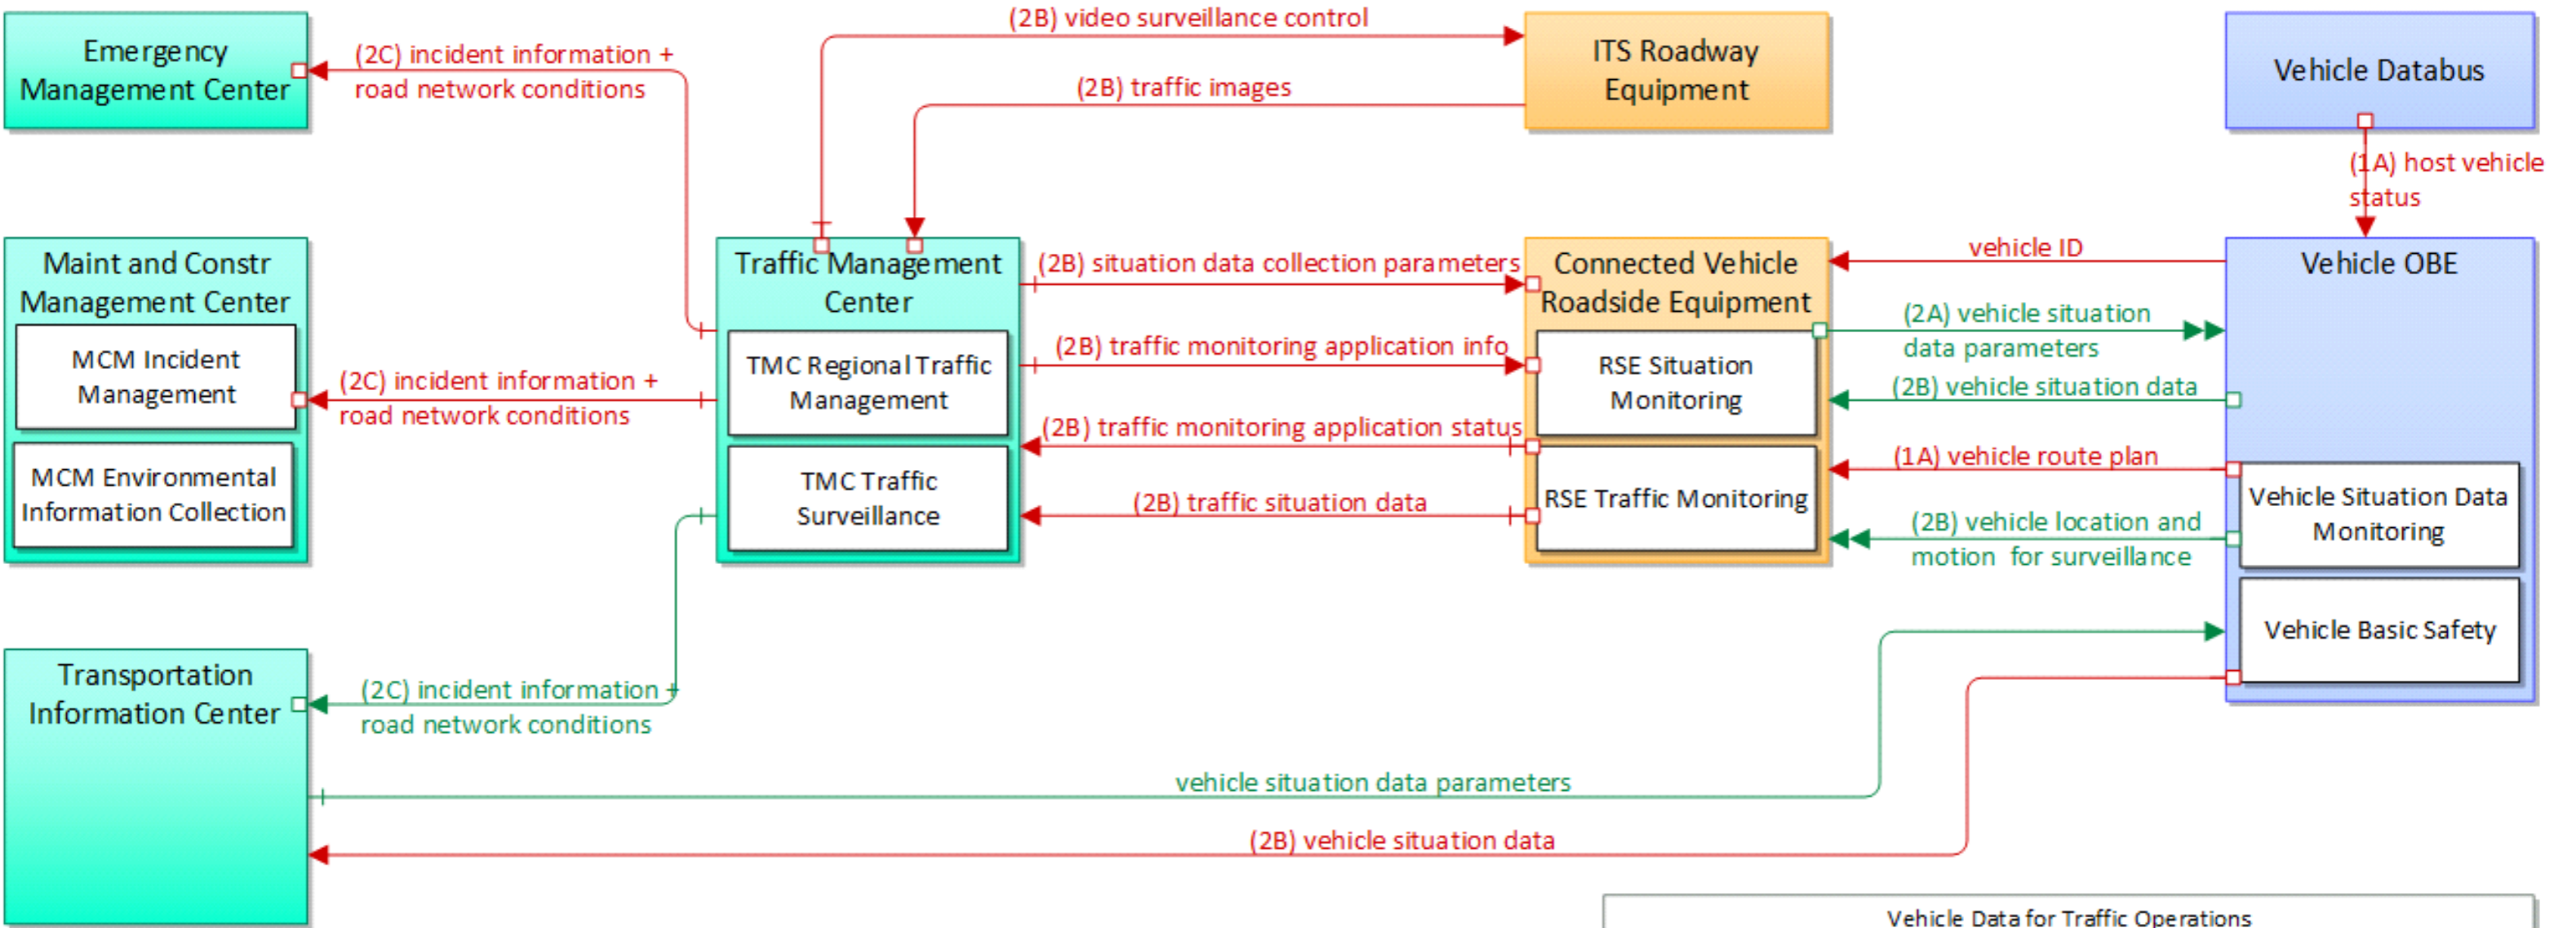 (2B) video surveillance control
Emergency
Management Center
(2C) incident information +
road network conditions
(2B) traffic images
ITS Roadway
Equipment
Vehicle Databus
(1A) host vehicle
status
Maint and Constr
Management Center
MCM Incident
Management
MCM Environmental
Information Collection
(2C) incident information +
road network conditions
Traffic Management
Center
TMC Regional Traffic
Management
TMC Traffic
Surveillance
(2B) situation data collection parameters
(2B) traffic monitoring application info
(2B) traffic monitoring application status
(2B) traffic situation data
Connected Vehicle
Roadside Equipment
RSE Situation
Monitoring
RSE Traffic Monitoring
vehicle ID
(2A) vehicle situation
data parameters
(2B) vehicle situation data
(1A) vehicle route plan
(2B) vehicle location and
motion for surveillance
Vehicle OBE
Vehicle Situation Data
Monitoring
Vehicle Basic Safety
Transportation
Information Center
(2C) incident information +
road network conditions
vehicle situation data parameters
(2B) vehicle situation data
Vehicle Data for Traffic Operations